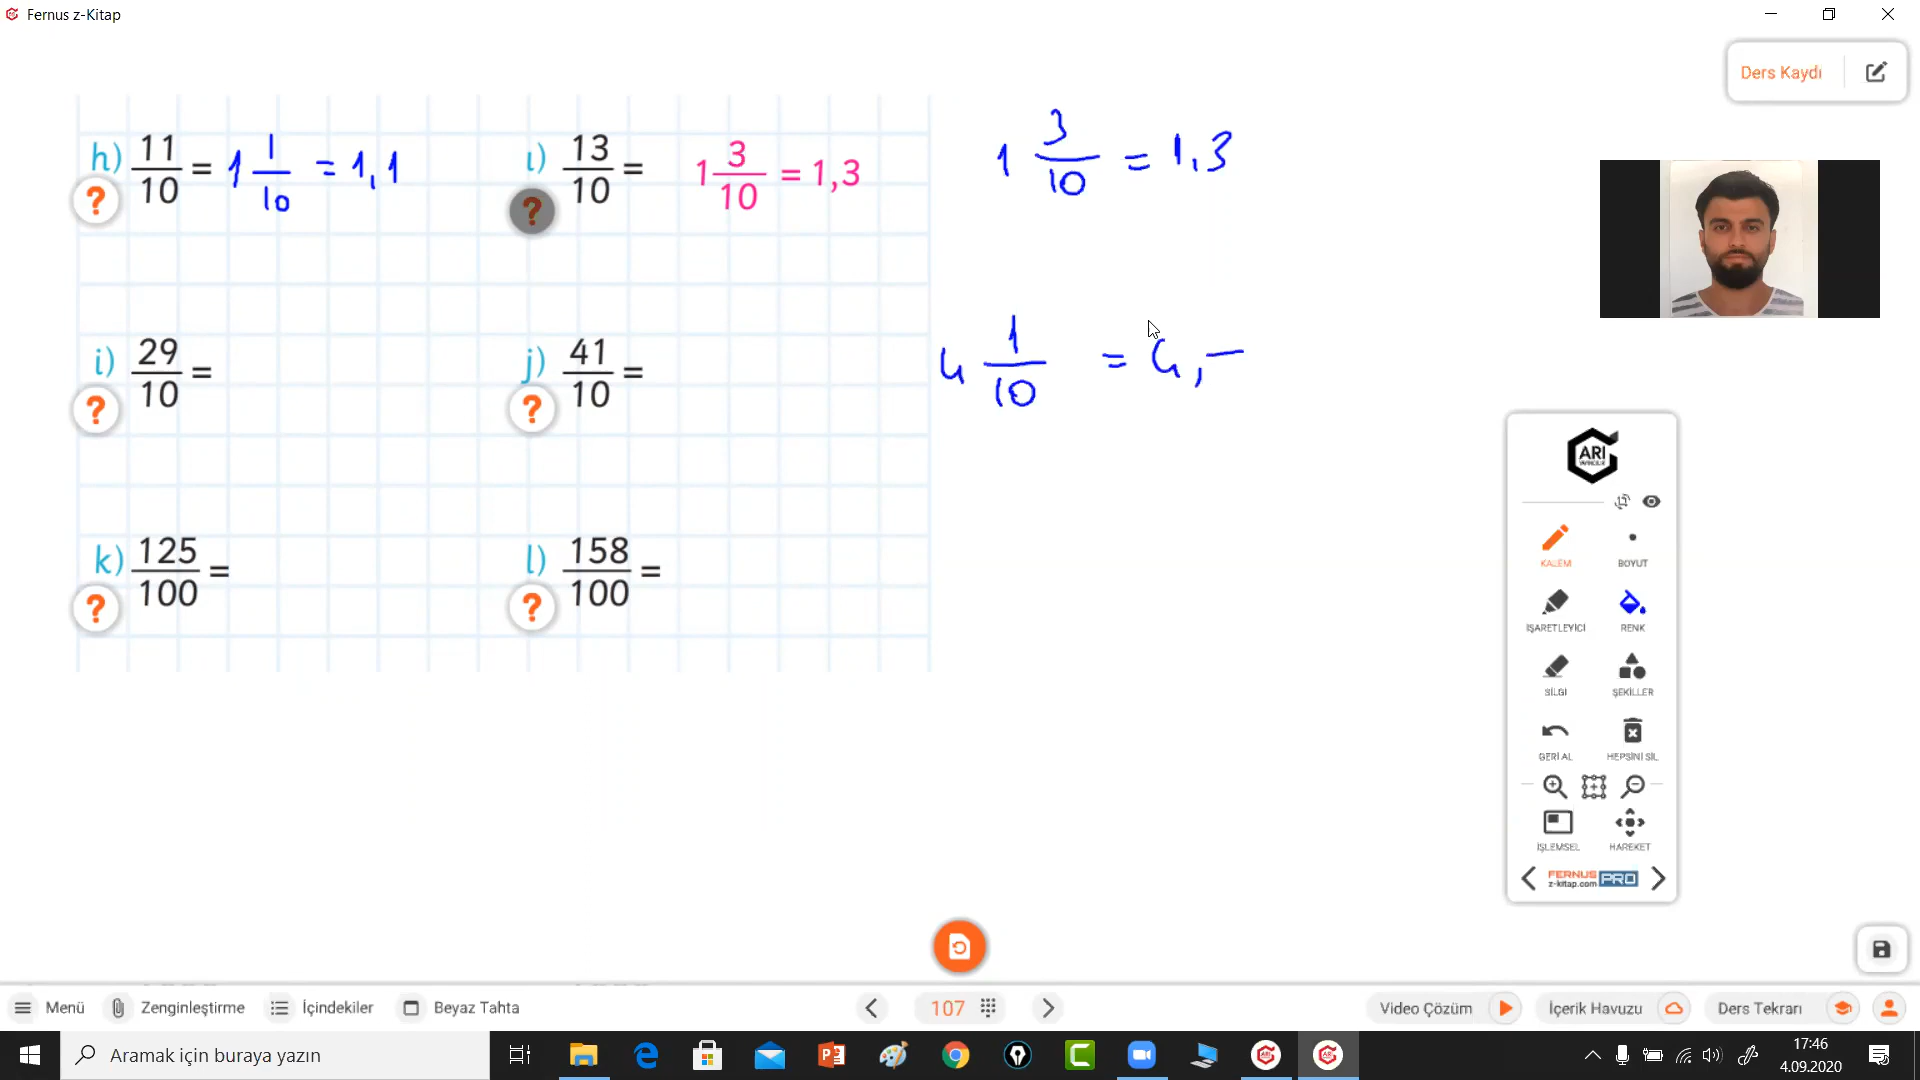 Fernus z-Kitap
Ders Kaydı
h) 11/10 = 1 1/10 = 1,1
ı) 13/10 = 1 3/10 = 1,3
1 3/10 = 1,3
?
?
i) 29/10 =
j) 41/10 =
4 1/10 = 4,
?
?
k) 125/100 =
l) 158/100 =
?
?
ARI
YAYINCILIK
KALEM
BOYUT
İŞARETLEYİCİ
RENK
SİLGİ
ŞEKİLLER
GERİ AL
HEPSİNİ SİL
İŞLEMSEL
HAREKET
FERNUS
z-kitap.com
PRO
Menü
Zenginleştirme
İçindekiler
Beyaz Tahta
107
Video Çözüm
İçerik Havuzu
Ders Tekrarı
Aramak için buraya yazın
17:46
4.09.2020